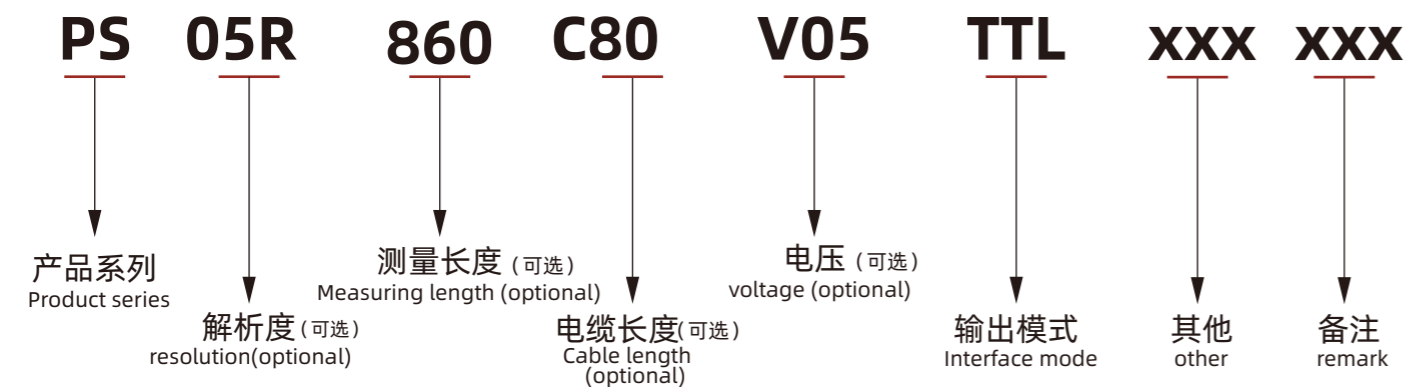 PS 05R 860 C80 V05 TTL xxx xxx
产品系列
Product series
解析度(可选)
resolution(optional)
测量长度(可选)
Measuring length (optional)
电缆长度(可选)
Cable length
(optional)
电压(可选)
voltage (optional)
输出模式
Interface mode
其他
other
备注
remark